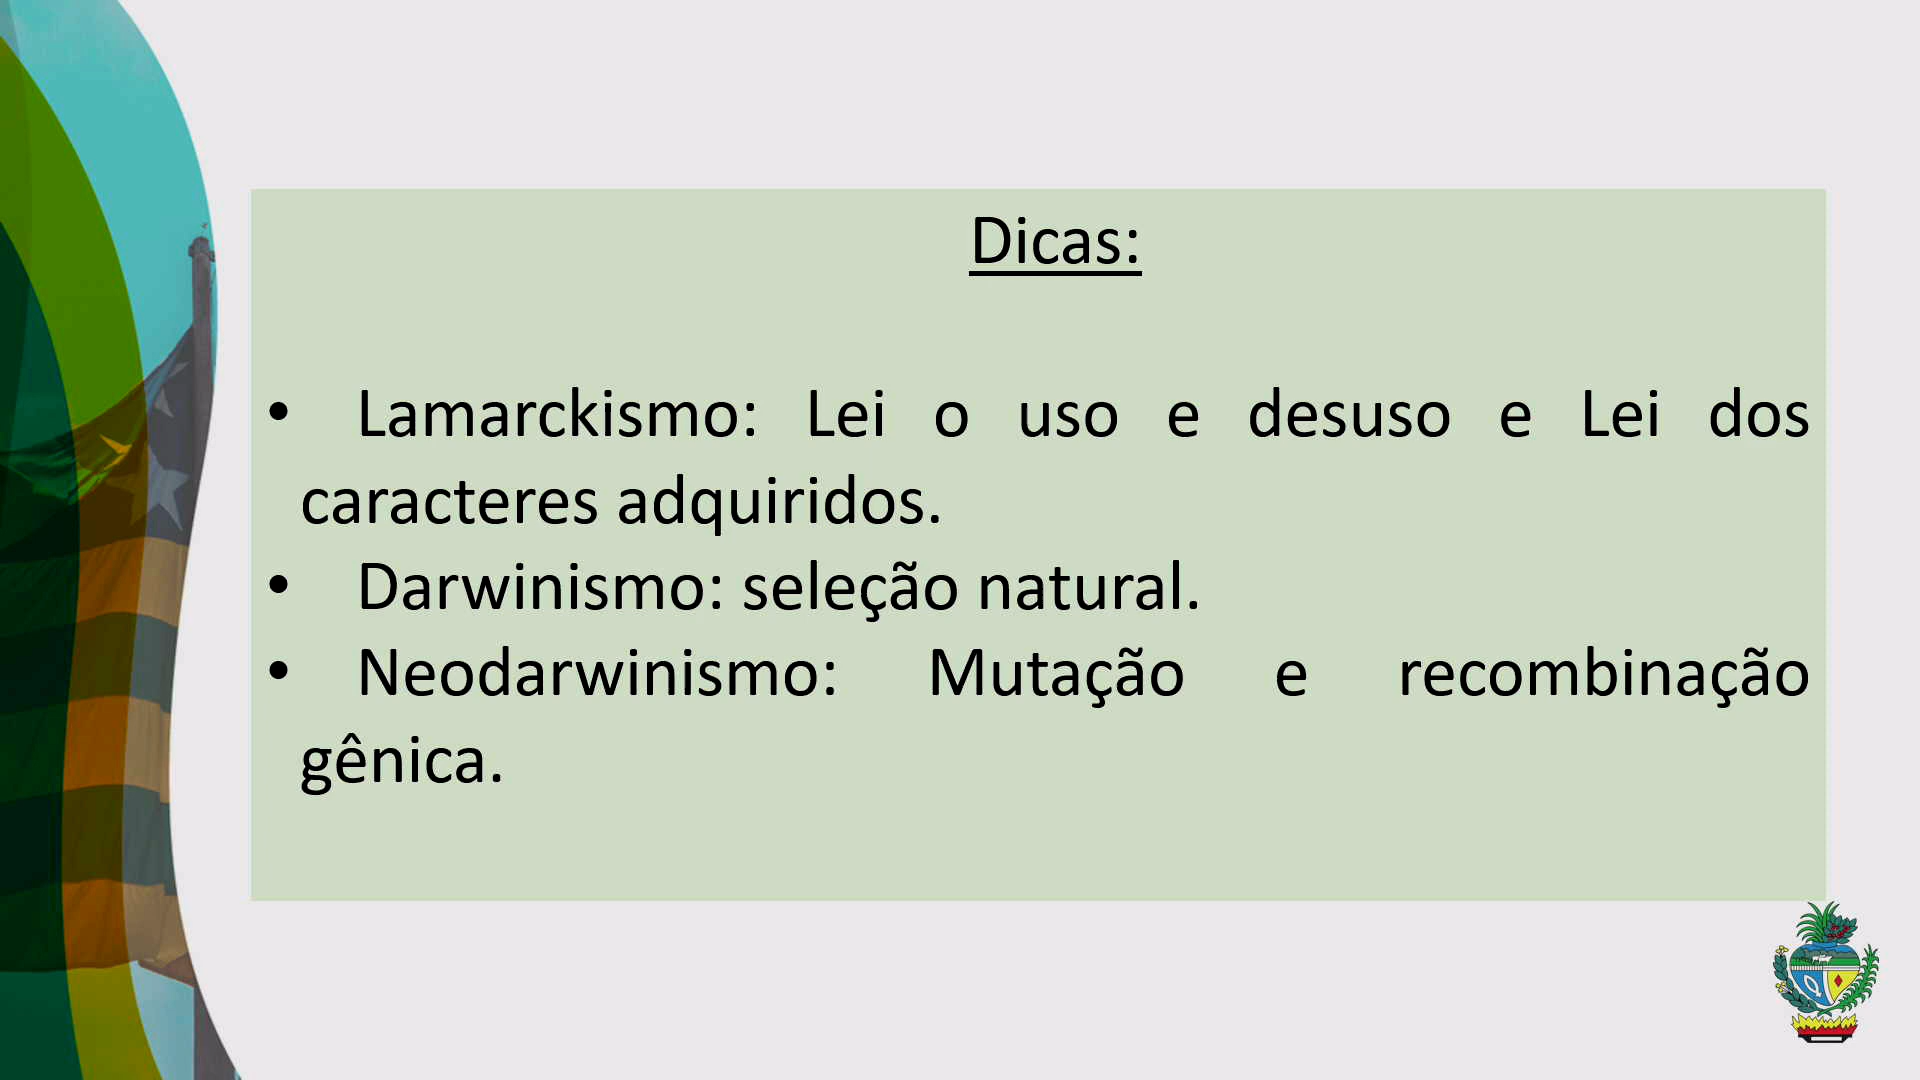 Dicas:
• Lamarckismo: Lei o uso e desuso e Lei dos
caracteres adquiridos.
• Darwinismo: seleção natural.
• Neodarwinismo: Mutação e recombinação
gênica.